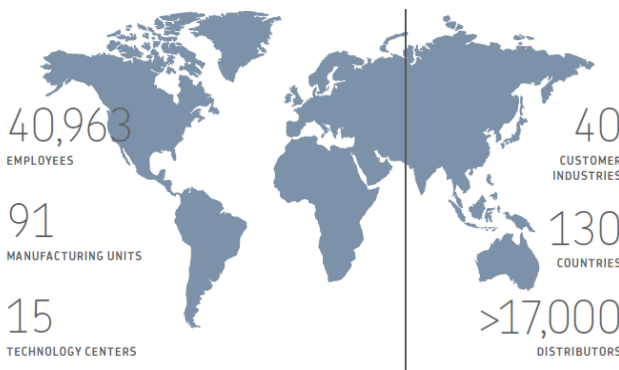 40,963
EMPLOYEES
91
MANUFACTURING UNITS
15
TECHNOLOGY CENTERS
40
CUSTOMER
INDUSTRIES
130
COUNTRIES
>17,000
DISTRIBUTORS